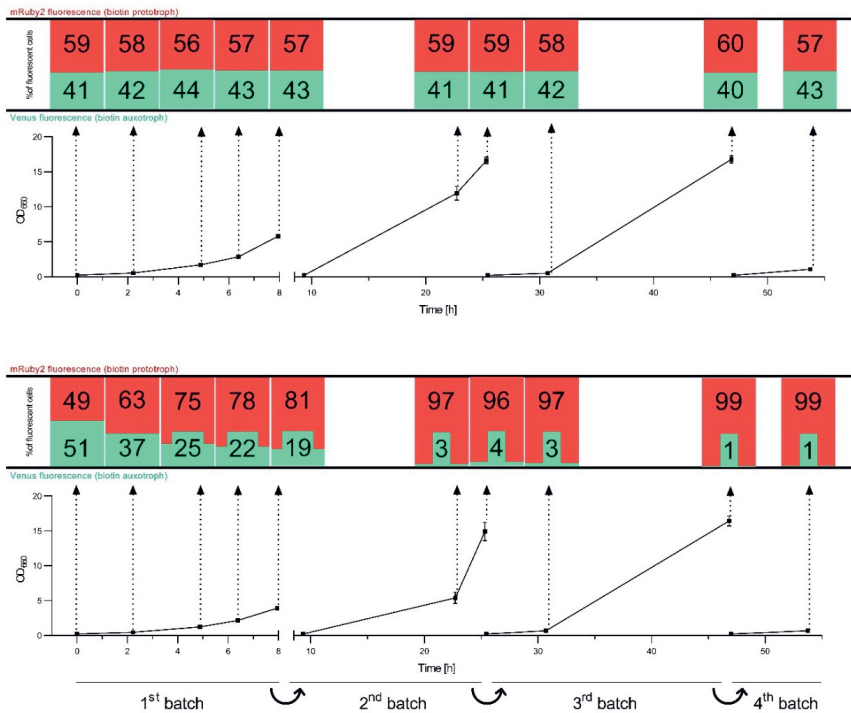 mRuby2 fluorescence (biotin prototroph)
%of fluorescent cells
59 58 56 57 57 59 59 58 60 57
41 42 44 43 43 41 41 42 40 43
Venus fluorescence (biotin auxotroph)
OD660
20
15
10
5
0
0 2 4 6 8 10 20 30 40 50
Time [h]
mRuby2 fluorescence (biotin prototroph)
%of fluorescent cells
49 63 75 78 81 97 96 97 99 99
51 37 25 22 19 3 4 3 1 1
Venus fluorescence (biotin auxotroph)
OD660
20
15
10
5
0
0 2 4 6 8 10 20 30 40 50
Time [h]
1st batch 2nd batch 3rd batch 4th batch